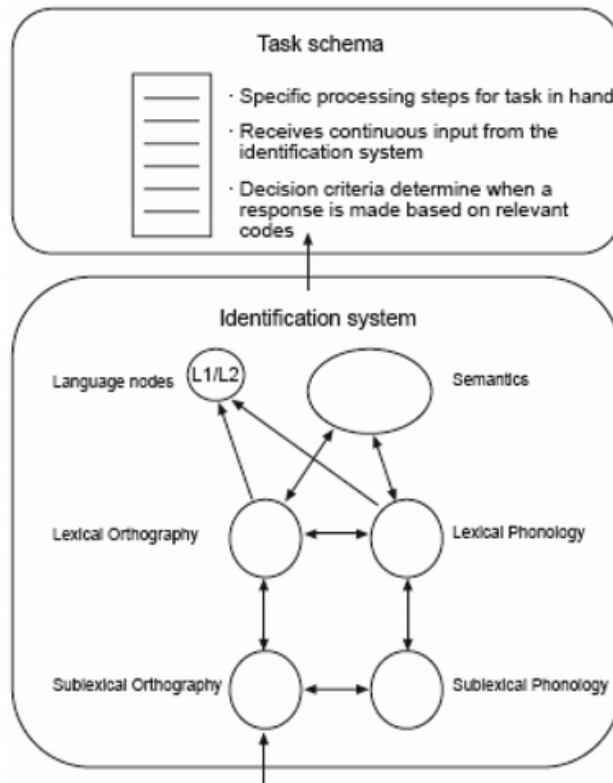 Task schema
· Specific processing steps for task in hand
· Receives continuous input from the
identification system
· Decision criteria determine when a
response is made based on relevant
codes
Identification system
Language nodes
L1/L2
Semantics
Lexical Orthography
Lexical Phonology
Sublexical Orthography
Sublexical Phonology